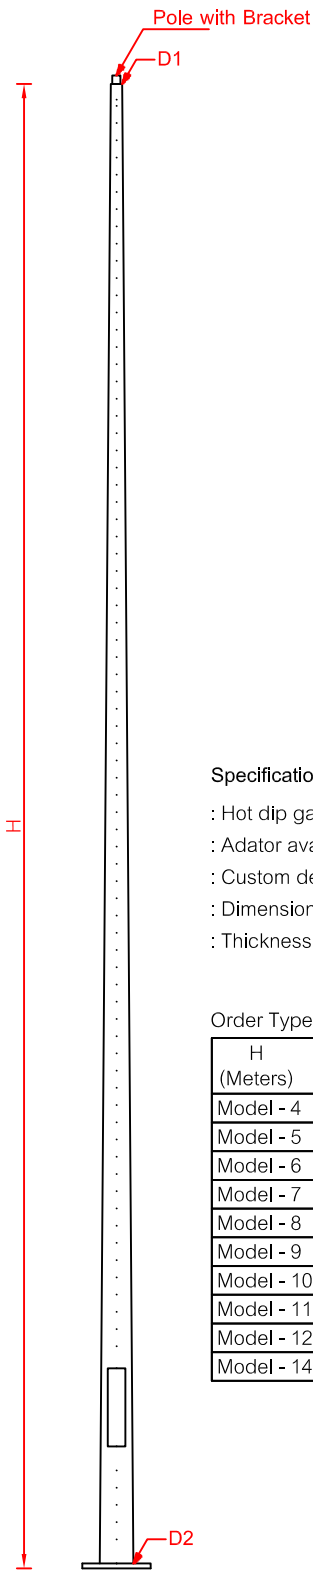 Pole with Bracket
D1
H
Specificatio
: Hot dip ga
: Adator ava
: Custom de
: Dimension
: Thickness
Order Type
H
(Meters)
Model - 4
Model - 5
Model - 6
Model - 7
Model - 8
Model - 9
Model - 10
Model - 11
Model - 12
Model - 14
D2